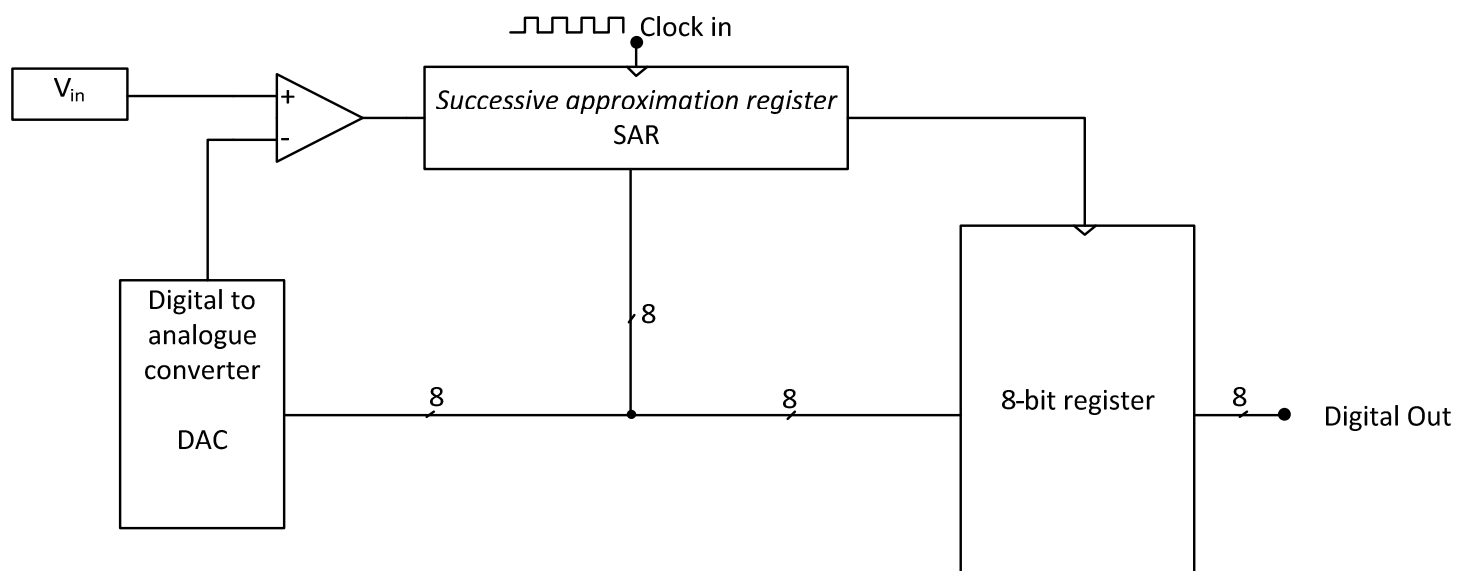 Clock in
V_in
+
-
Successive approximation register
SAR
8
Digital to
analogue
converter
DAC
8
8
8-bit register
8
Digital Out